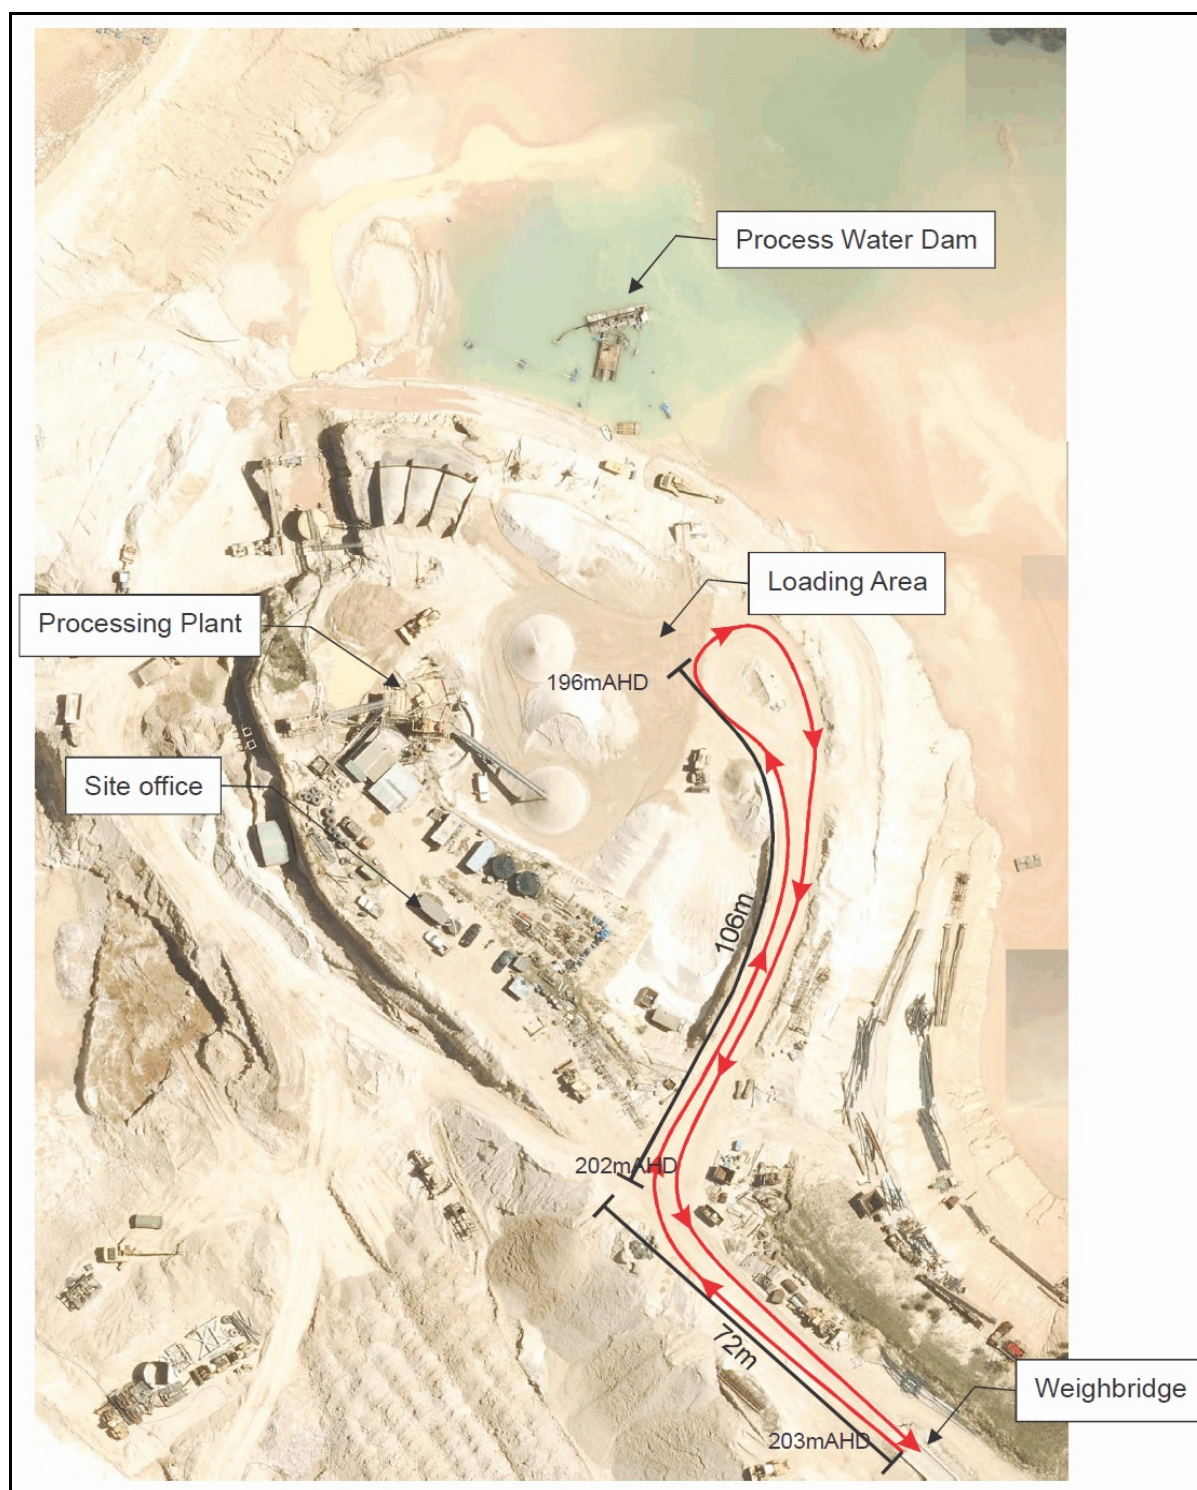 Process Water Dam
Loading Area
Processing Plant
196mAHD
Site office
106m
202mAHD
72m
Weighbridge
203mAHD